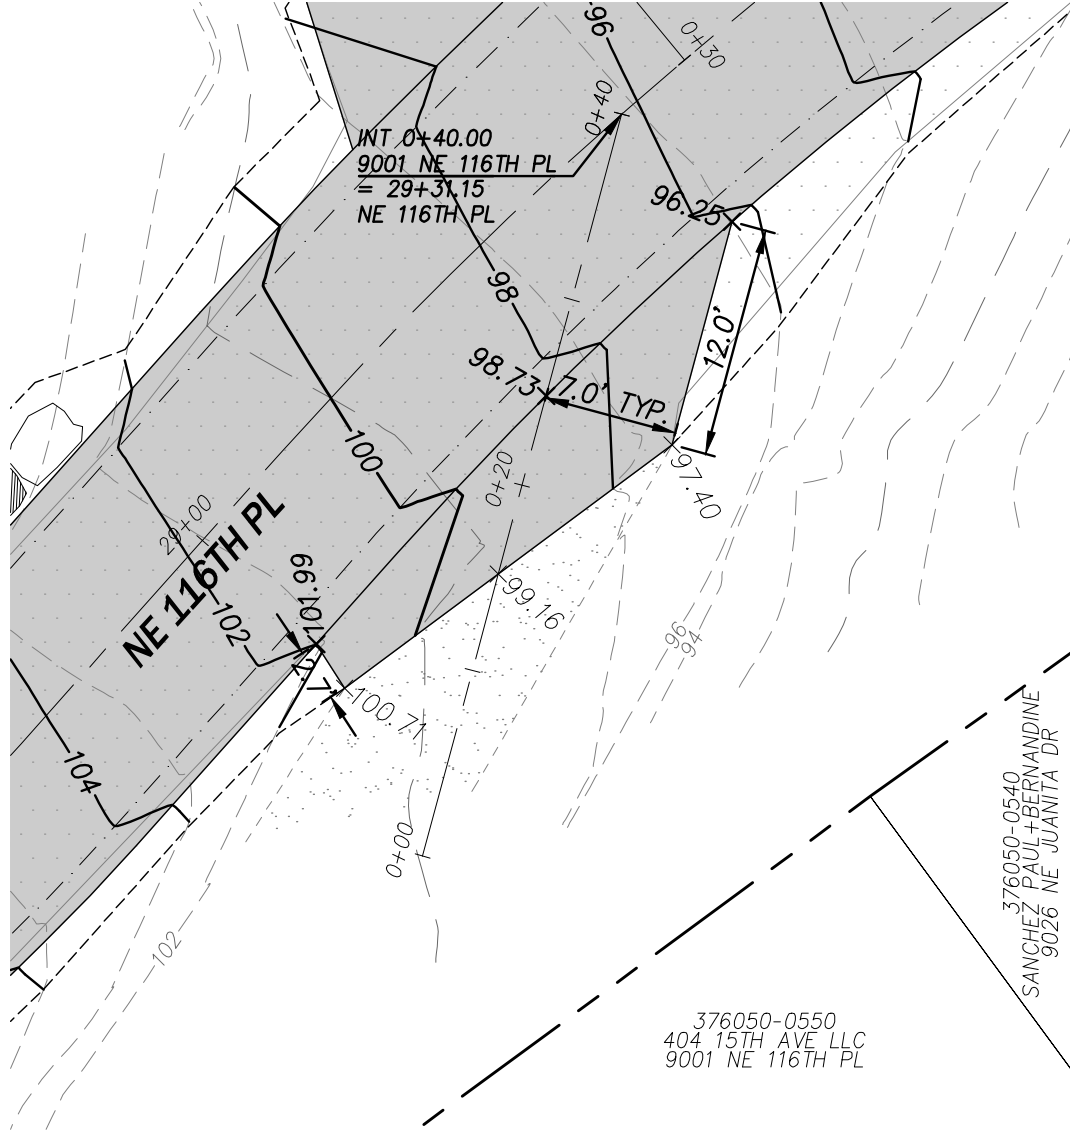 96
0+30
0+40
INT 0+40.00
9001 NE 116TH PL
= 29+31.15
NE 116TH PL
96.25
98
12.0'
98.73
7.0' TYP.
100
0+20
97.40
29+00
NE 116TH PL
101.99
99.16
102
2.7'
100.71
96
94
104
0+00
102
376050-0540
SANCHEZ PAUL+BERNANDINE
9026 NE JUANITA DR
376050-0550
404 15TH AVE LLC
9001 NE 116TH PL